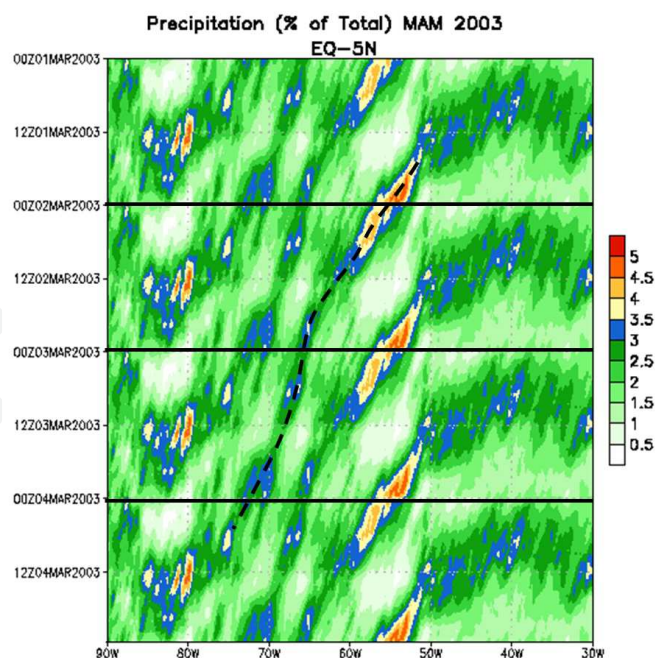 Precipitation (% of Total) MAM 2003
EQ-5N
00Z01MAR2003
12Z01MAR2003
00Z02MAR2003
12Z02MAR2003
00Z03MAR2003
12Z03MAR2003
00Z04MAR2003
12Z04MAR2003
90W 80W 70W 60W 50W 40W 30W
5
4.5
4
3.5
3
2.5
2
1.5
1
0.5